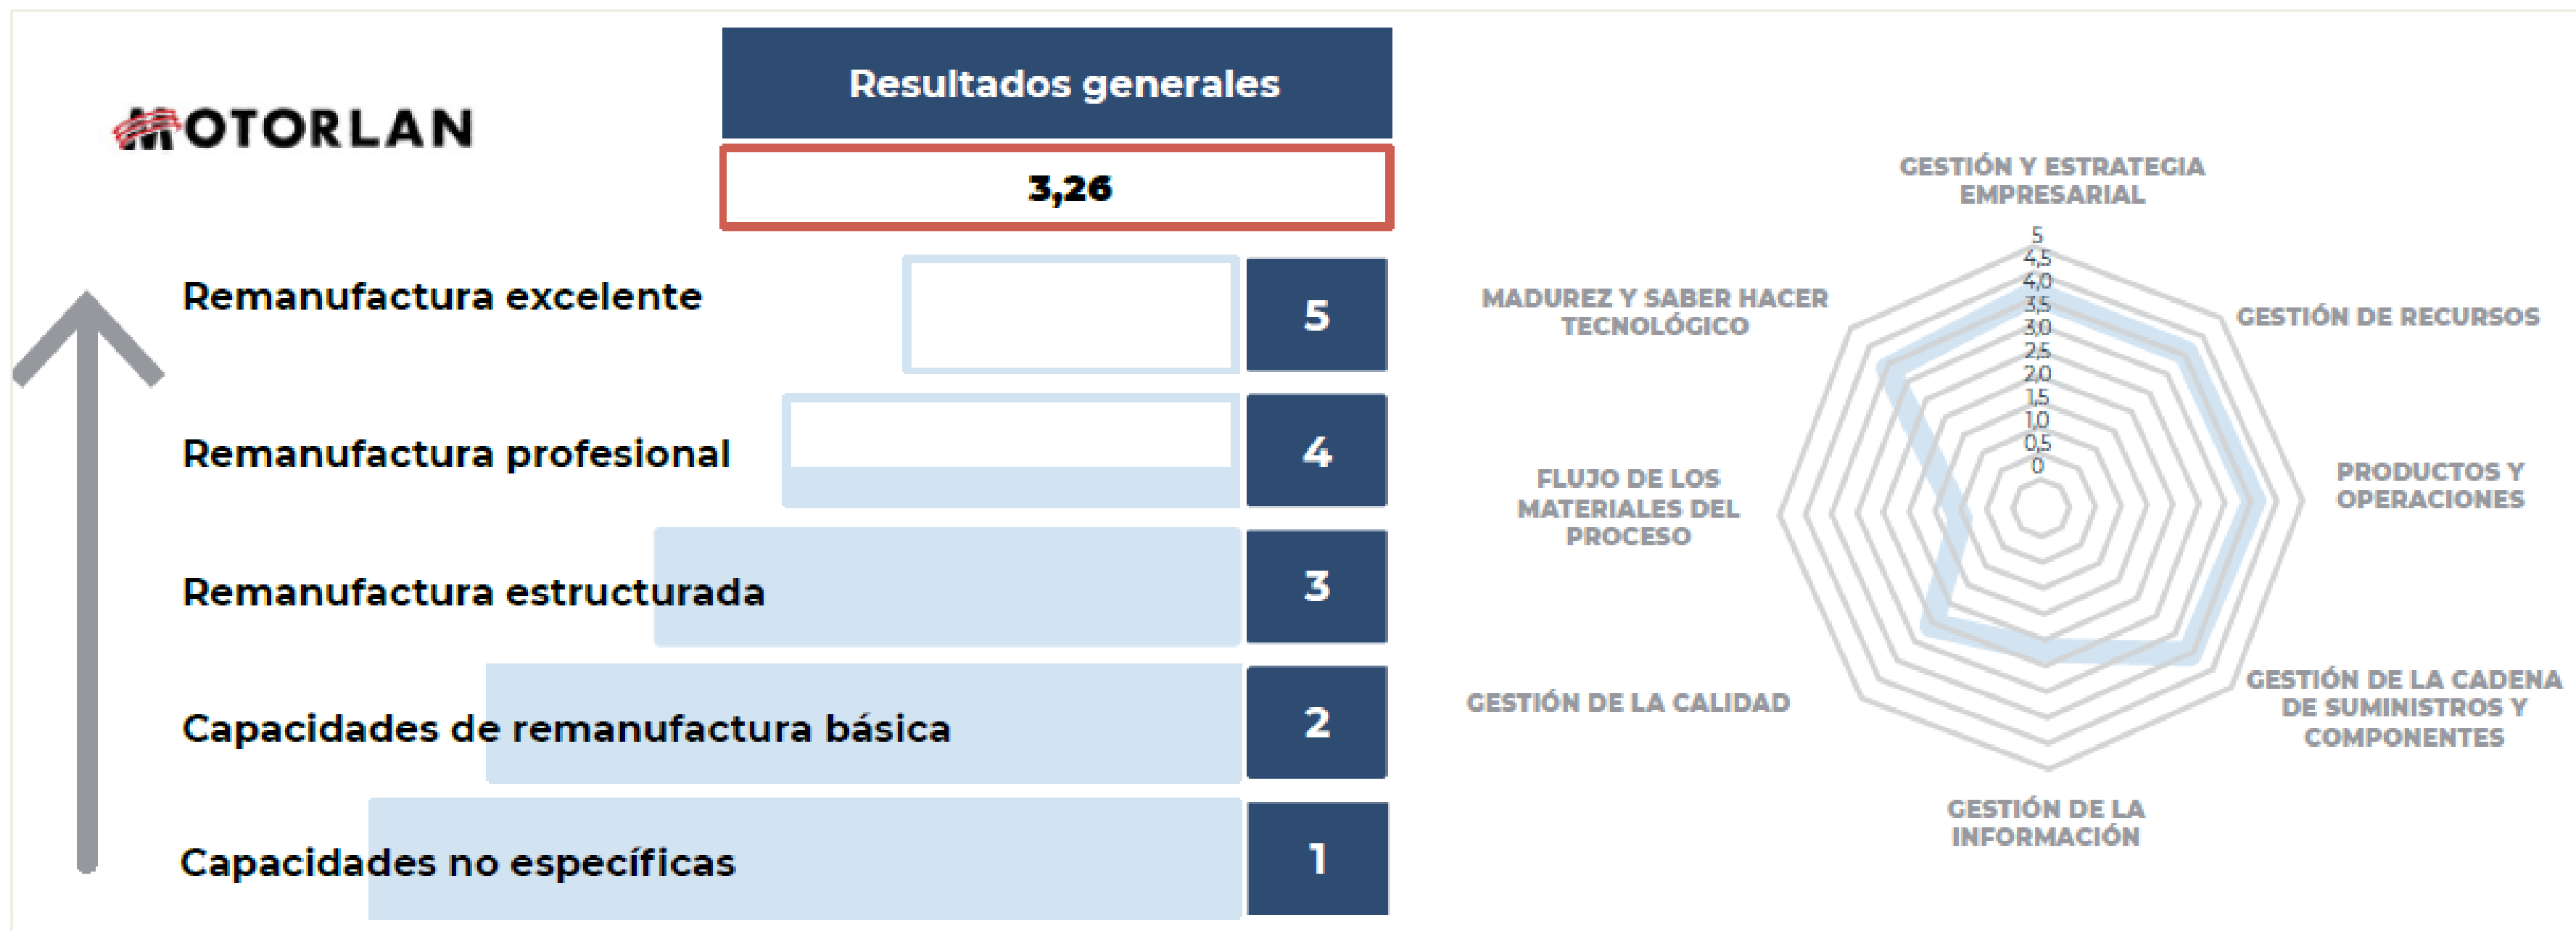 MOTORLAN
Resultados generales
3,26
Remanufactura excelente
5
Remanufactura profesional
4
Remanufactura estructurada
3
Capacidades de remanufactura básica
2
Capacidades no específicas
1
GESTIÓN Y ESTRATEGIA
EMPRESARIAL
5
4,5
4,0
3,5
3,0
2,5
2,0
1,5
1,0
0,5
0
MADUREZ Y SABER HACER
TECNOLÓGICO
GESTIÓN DE RECURSOS
FLUJO DE LOS
MATERIALES DEL
PROCESO
PRODUCTOS Y
OPERACIONES
GESTIÓN DE LA CALIDAD
GESTIÓN DE LA CADENA
DE SUMINISTROS Y
COMPONENTES
GESTIÓN DE LA
INFORMACIÓN